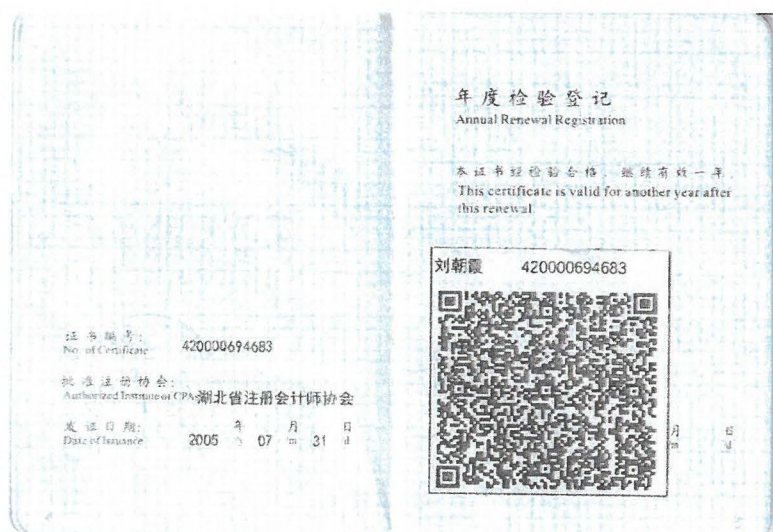 证书编号:
No. of Certificate
420000694683
批准注册协会:
Authorized Institute of CPAs
湖北省注册会计师协会
发证日期:
Date of Issuance
2005 年 07 月 31 日
y m d
年度检验登记
Annual Renewal Registration
本证书经检验合格,继续有效一年.
This certificate is valid for another year after
this renewal.
刘朝霞 420000694683
月 日
m d